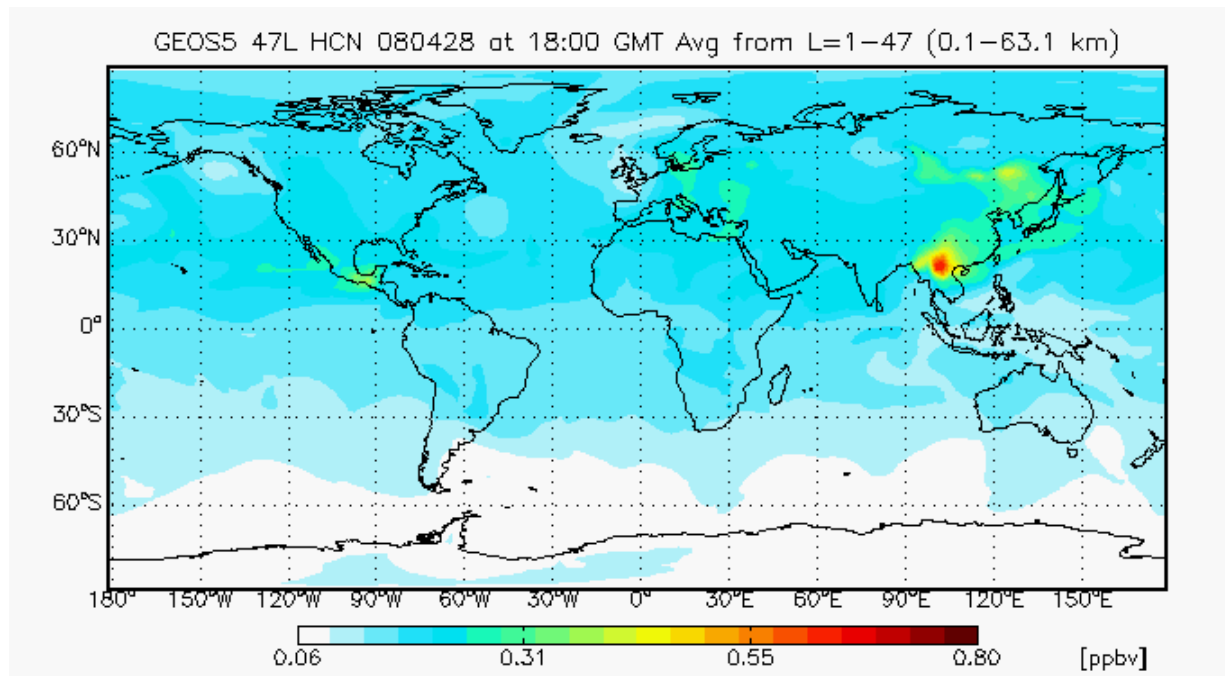 GEOS5 47L HCN 080428 at 18:00 GMT Avg from L=1-47 (0.1-63.1 km)
60°N
30°N
0°
30°S
60°S
180° 150°W 120°W 90°W 60°W 30°W 0° 30°E 60°E 90°E 120°E 150°E
0.06 0.31 0.55 0.80 [ppbv]